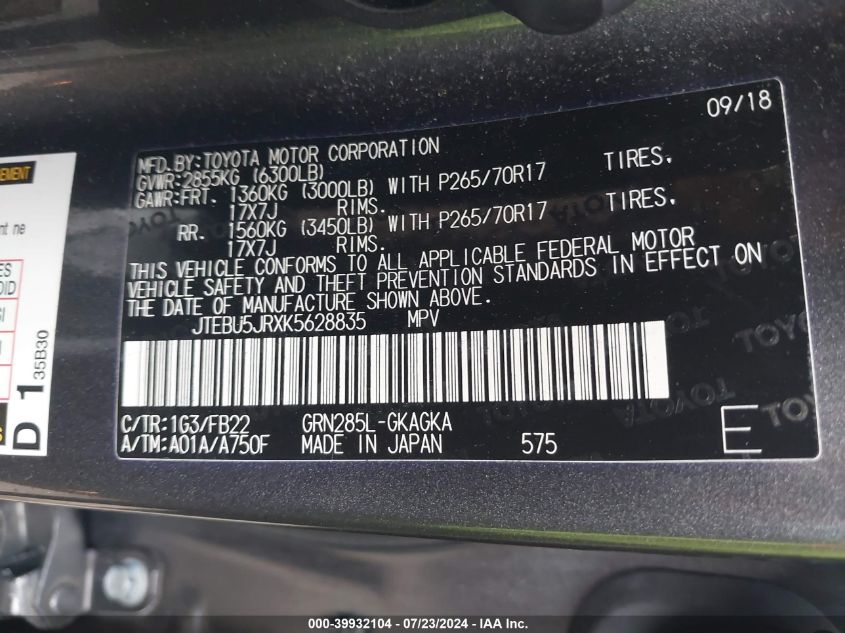 09/18
MFD.BY:TOYOTA MOTOR CORPORATION
GVWR:2855KG (6300LB)
GAWR:FRT. 1360KG (3000LB) WITH P265/70R17 TIRES,
17X7J RIMS.
RR. 1560KG (3450LB) WITH P265/70R17 TIRES,
17X7J RIMS.
THIS VEHICLE CONFORMS TO ALL APPLICABLE FEDERAL MOTOR
VEHICLE SAFETY AND THEFT PREVENTION STANDARDS IN EFFECT ON
THE DATE OF MANUFACTURE SHOWN ABOVE.
JTEBU5JRXK5628835 MPV
C/TR:1G3/FB22 GRN285L-GKAGKA
A/TM:A01A/A750F MADE IN JAPAN 575 E
D 1 35B30
TOYOTA
000-39932104 / 07/23/2024 - IAA Inc.